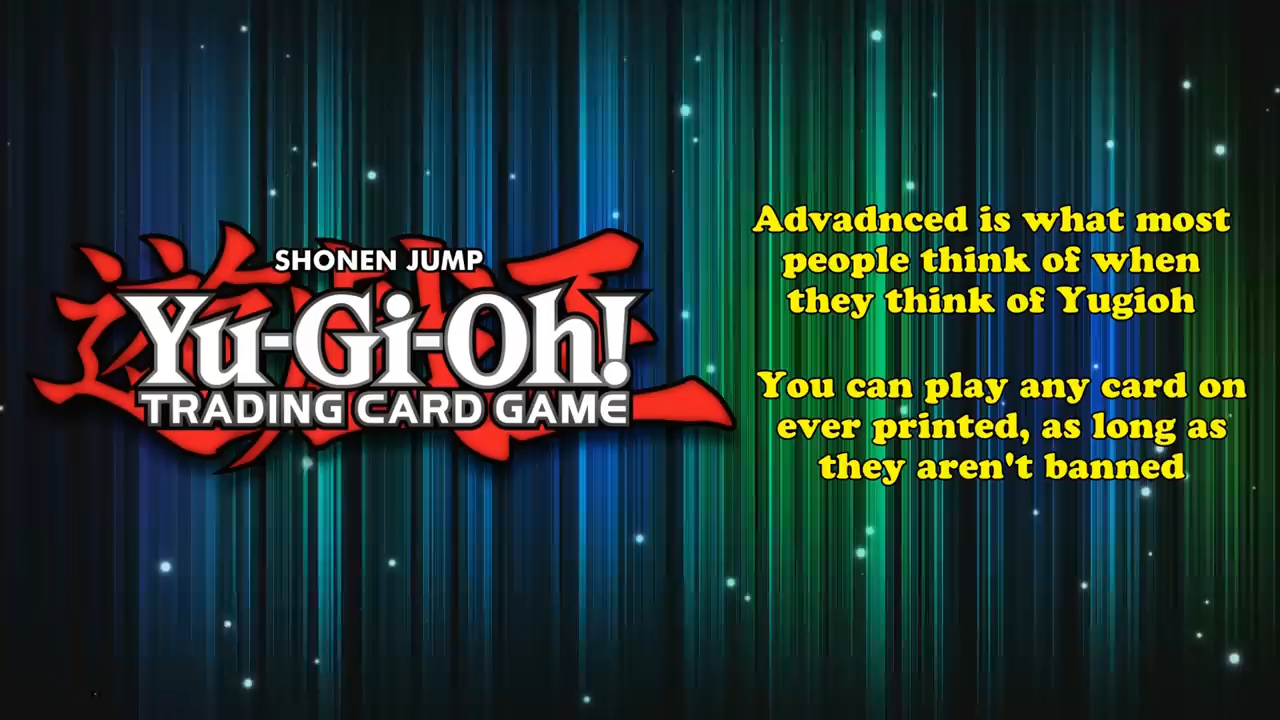 SHONEN JUMP
Yu-Gi-Oh!
TRADING CARD GAME
Advadnced is what most
people think of when
they think of Yugioh
You can play any card on
ever printed, as long as
they aren't banned